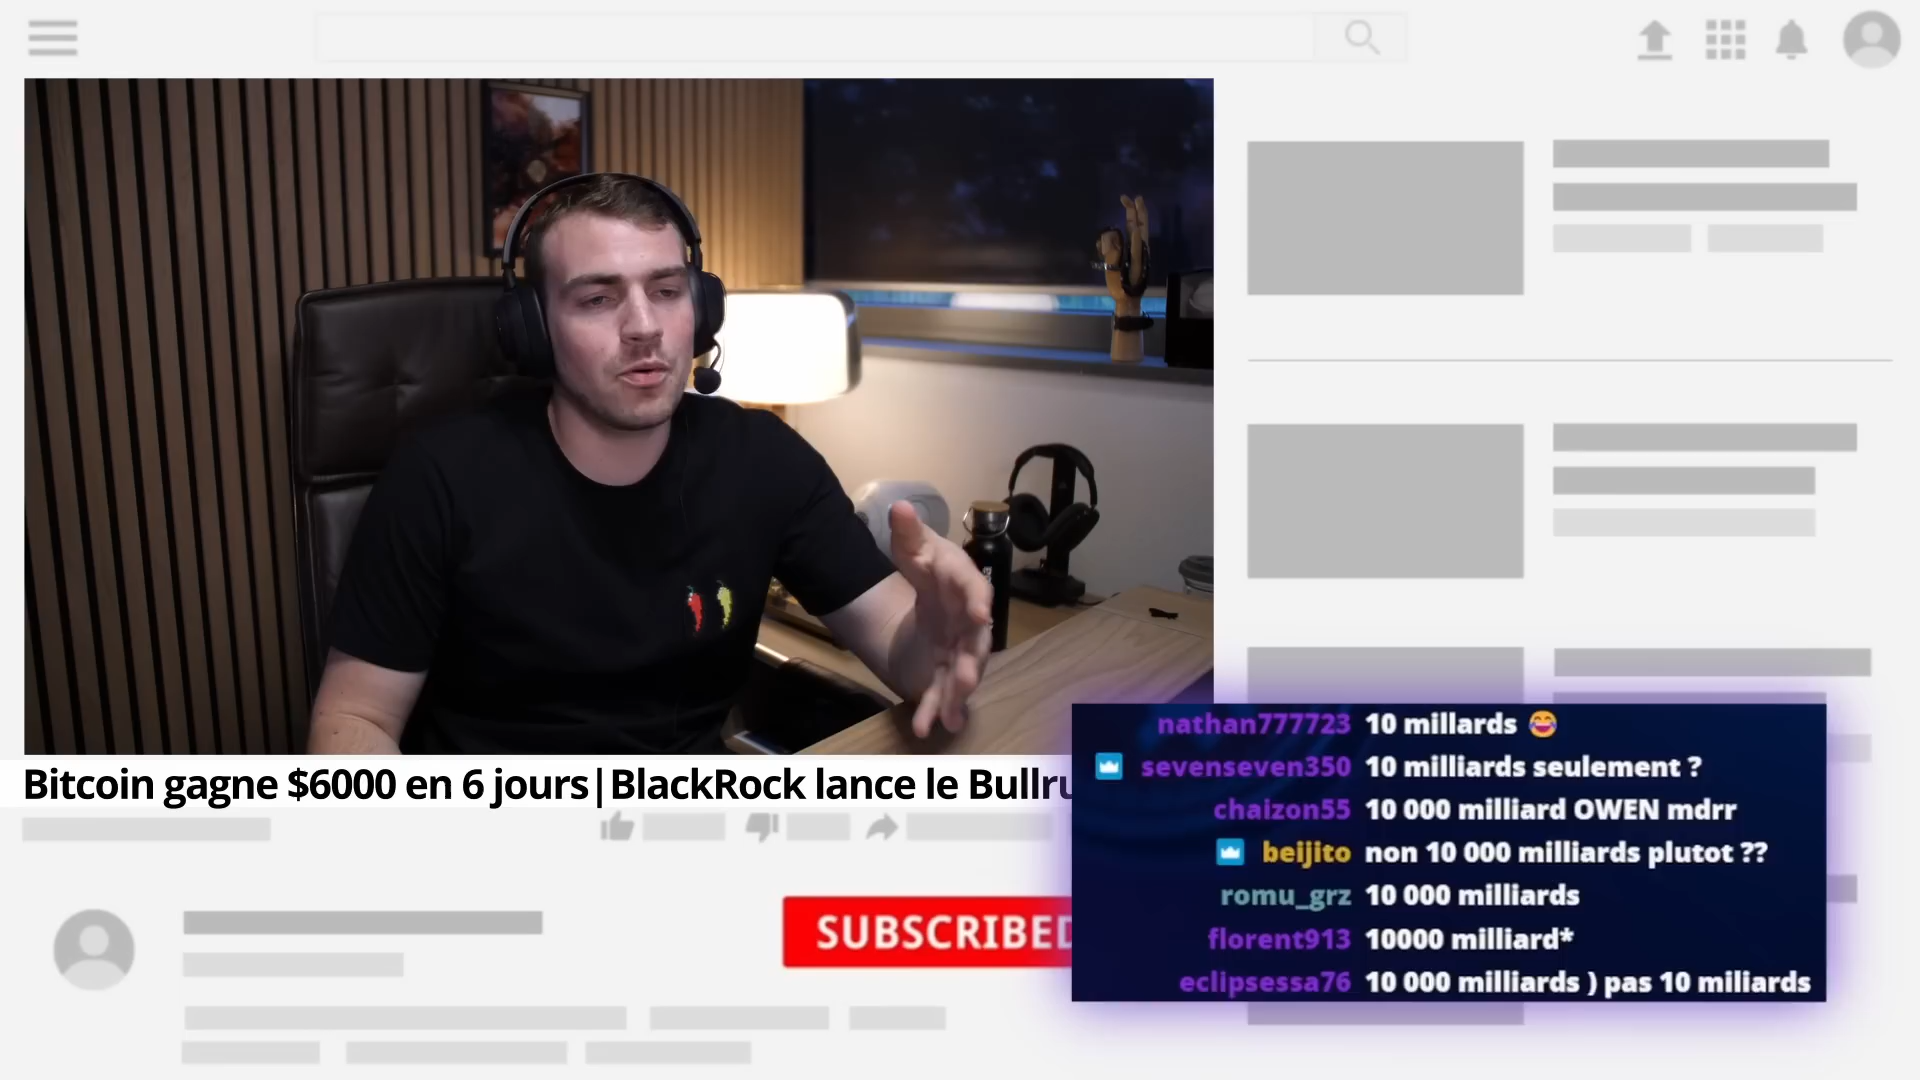 Bitcoin gagne $6000 en 6 jours|BlackRock lance le Bullru
SUBSCRIBED
nathan777723 10 millards 😂
sevenseven350 10 milliards seulement ?
chaizon55 10 000 milliard OWEN mdrr
beijito non 10 000 milliards plutot ??
romu_grz 10 000 milliards
florent913 10000 milliard*
eclipsessa76 10 000 milliards ) pas 10 miliards